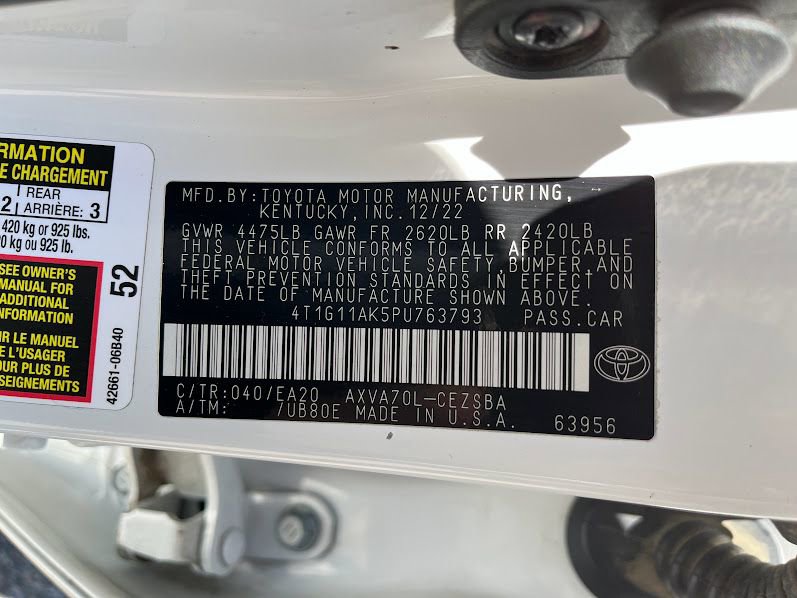 RMATION
E CHARGEMENT
REAR
2 ARRIÈRE: 3
420 kg or 925 lbs.
0 kg ou 925 lb.
SEE OWNER'S
MANUAL FOR
ADDITIONAL
INFORMATION
R LE MANUEL
E L'USAGER
OUR PLUS DE
SEIGNEMENTS
52
42661-06B40
MFD.BY:TOYOTA MOTOR MANUFACTURING,
KENTUCKY,INC.12/22
GVWR 4475LB GAWR FR 2620LB RR 2420LB
THIS VEHICLE CONFORMS TO ALL APPLICABLE
FEDERAL MOTOR VEHICLE SAFETY,BUMPER,AND
THEFT PREVENTION STANDARDS IN EFFECT ON
THE DATE OF MANUFACTURE SHOWN ABOVE.
4T1G11AK5PU763793 PASS.CAR
C/TR:040/EA20 AXVA70L-CEZSBA
A/TM: 7UB80E MADE IN U.S.A. 63956